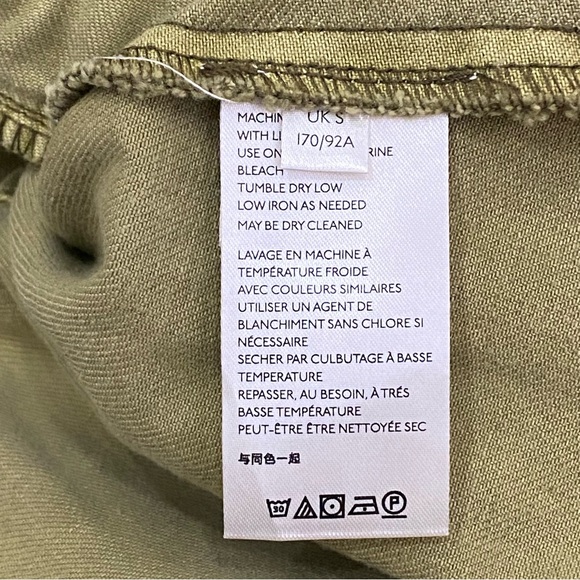 UK S
170/92A
MACHIN
WITH LI
USE ON RINE
BLEACH
TUMBLE DRY LOW
LOW IRON AS NEEDED
MAY BE DRY CLEANED
LAVAGE EN MACHINE À
TEMPÉRATURE FROIDE
AVEC COULEURS SIMILAIRES
UTILISER UN AGENT DE
BLANCHIMENT SANS CHLORE SI
NÉCESSAIRE
SECHER PAR CULBUTAGE À BASSE
TEMPERATURE
REPASSER, AU BESOIN, À TRÉS
BASSE TEMPÉRATURE
PEUT-ÊTRE ÊTRE NETTOYÉE SEC
与同色一起
30 P